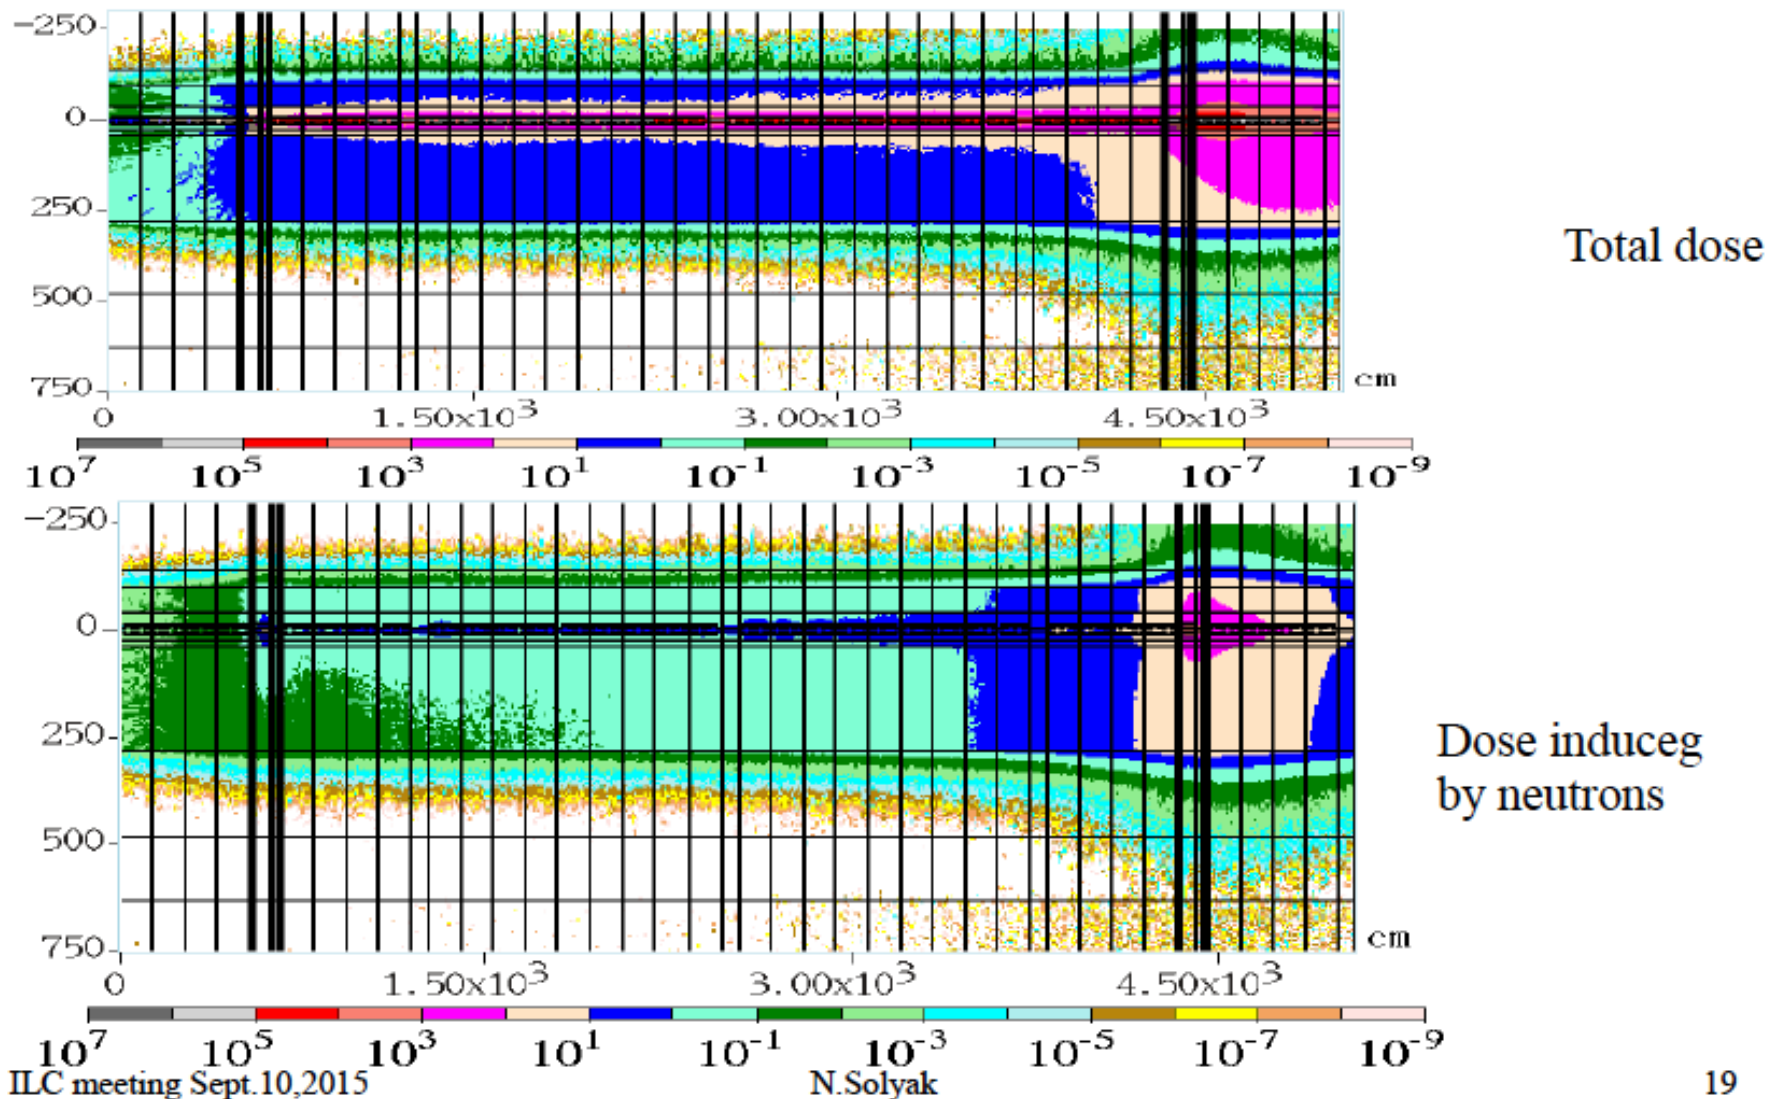 -250
0
250
500
750
cm
0 1.50x10³ 3.00x10³ 4.50x10³
10⁷ 10⁵ 10³ 10¹ 10⁻¹ 10⁻³ 10⁻⁵ 10⁻⁷ 10⁻⁹
Total dose
-250
0
250
500
750
cm
0 1.50x10³ 3.00x10³ 4.50x10³
10⁷ 10⁵ 10³ 10¹ 10⁻¹ 10⁻³ 10⁻⁵ 10⁻⁷ 10⁻⁹
Dose induceg
by neutrons
ILC meeting Sept.10,2015 N.Solyak 19